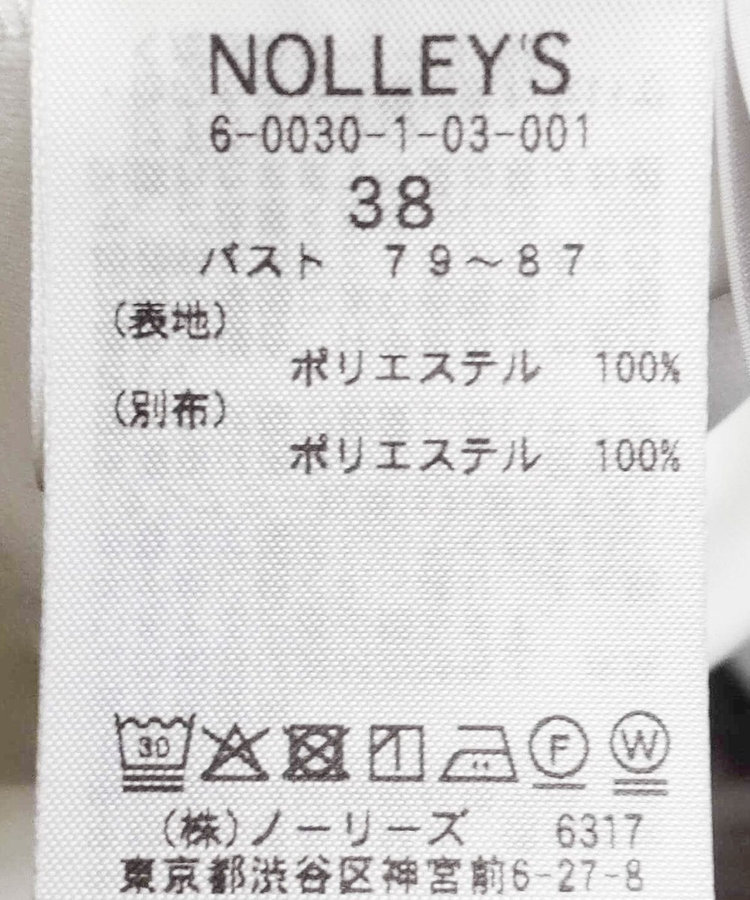 NOLLEY'S
6-0030-1-03-001
38
バスト　７９～８７
(表地)
ポリエステル　100%
(別布)
ポリエステル　100%
30 F W
(株)ノーリーズ　6317
東京都渋谷区神宮前6-27-8